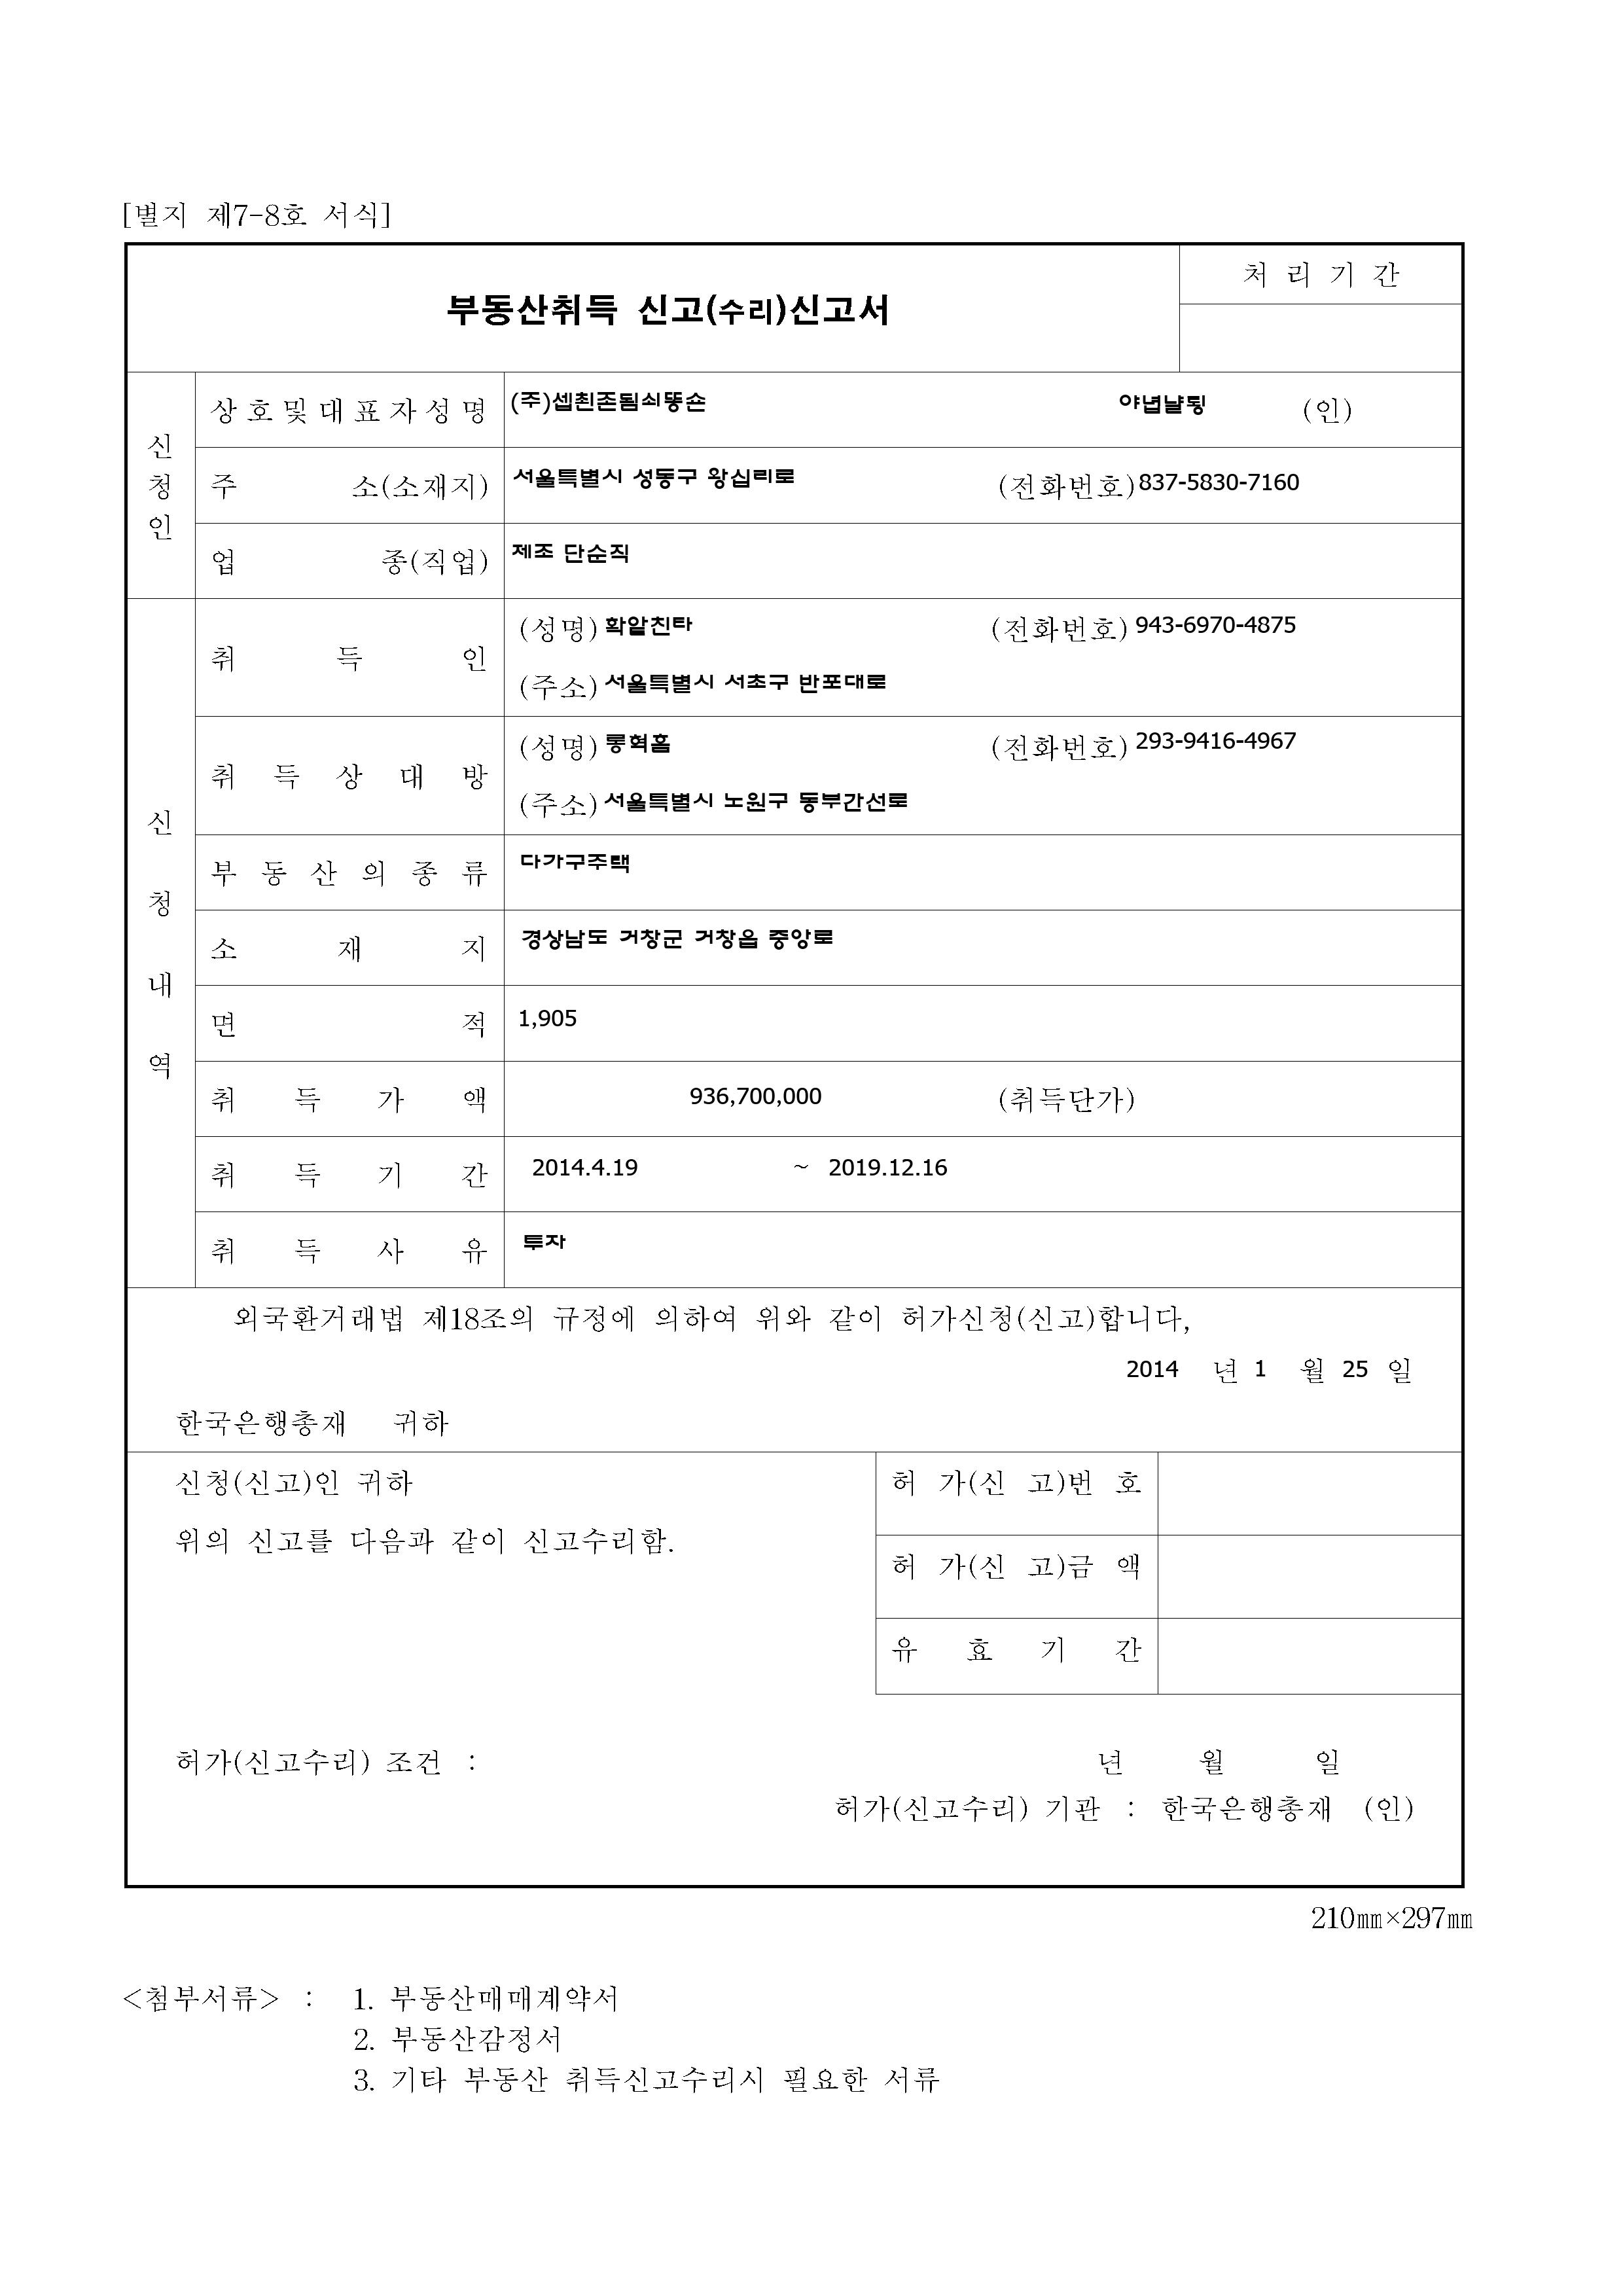 [별지 제7-8호 서식]
부동산취득 신고(수리)신고서
처 리 기 간
신청인
상호및대표자성명 (주)셉췬존됨쇠똥손 야념냘튕 (인)
주 소(소재지) 서울특별시 성동구 왕십리로 (전화번호) 837-5830-7160
업 종(직업) 제조 단순직
신청내역
취 득 인 (성명) 확앝친타 (전화번호) 943-6970-4875
(주소) 서울특별시 서초구 반포대로
취 득 상 대 방 (성명) 롱혁홈 (전화번호) 293-9416-4967
(주소) 서울특별시 노원구 동부간선로
부 동 산 의 종 류 다가구주택
소 재 지 경상남도 거창군 거창읍 중앙로
면 적 1,905
취 득 가 액 936,700,000 (취득단가)
취 득 기 간 2014.4.19 ~ 2019.12.16
취 득 사 유 투자
외국환거래법 제18조의 규정에 의하여 위와 같이 허가신청(신고)합니다,
2014 년 1 월 25 일
한국은행총재 귀하
신청(신고)인 귀하
위의 신고를 다음과 같이 신고수리함.
허 가(신 고)번 호
허 가(신 고)금 액
유 효 기 간
허가(신고수리) 조건 :
년 월 일
허가(신고수리) 기관 : 한국은행총재 (인)
210㎜×297㎜
<첨부서류> : 1. 부동산매매계약서
2. 부동산감정서
3. 기타 부동산 취득신고수리시 필요한 서류